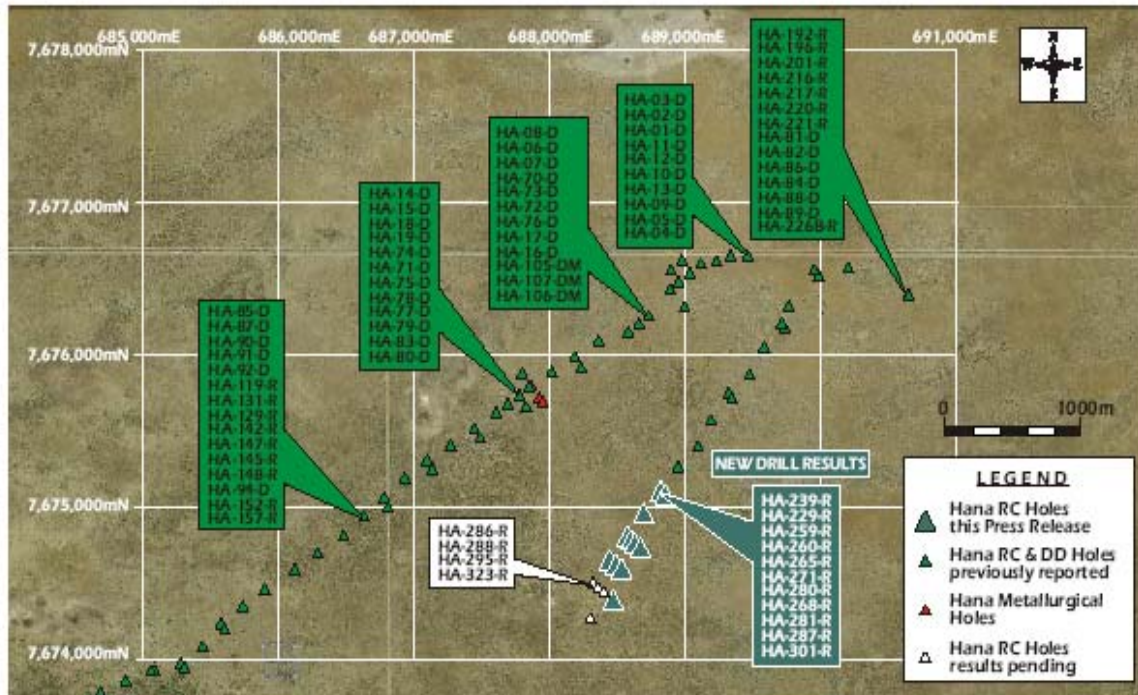 685,000mE 686,000mE 687,000mE 688,000mE 689,000mE 691,000mE
7,678,000mN
7,677,000mN
7,676,000mN
7,675,000mN
7,674,000mN
N
W E
S
HA-85-D
HA-87-D
HA-90-D
HA-91-D
HA-92-D
HA-119-R
HA-131-R
HA-129-R
HA-142-R
HA-147-R
HA-145-R
HA-148-R
HA-94-D
HA-152-R
HA-157-R
HA-14-D
HA-15-D
HA-18-D
HA-19-D
HA-74-D
HA-71-D
HA-75-D
HA-78-D
HA-77-D
HA-79-D
HA-83-D
HA-80-D
HA-08-D
HA-06-D
HA-07-D
HA-70-D
HA-73-D
HA-72-D
HA-76-D
HA-17-D
HA-16-D
HA-105-DM
HA-107-DM
HA-106-DM
HA-03-D
HA-02-D
HA-01-D
HA-11-D
HA-12-D
HA-10-D
HA-13-D
HA-09-D
HA-05-D
HA-04-D
HA-192-R
HA-196-R
HA-201-R
HA-216-R
HA-217-R
HA-220-R
HA-221-R
HA-81-D
HA-82-D
HA-86-D
HA-84-D
HA-88-D
HA-89-D
HA-226B-R
0 1000m
NEW DRILL RESULTS
HA-239-R
HA-229-R
HA-259-R
HA-260-R
HA-265-R
HA-271-R
HA-280-R
HA-268-R
HA-281-R
HA-287-R
HA-301-R
HA-286-R
HA-288-R
HA-295-R
HA-323-R
LEGEND
Hana RC Holes
this Press Release
Hana RC & DD Holes
previously reported
Hana Metallurgical
Holes
Hana RC Holes
results pending